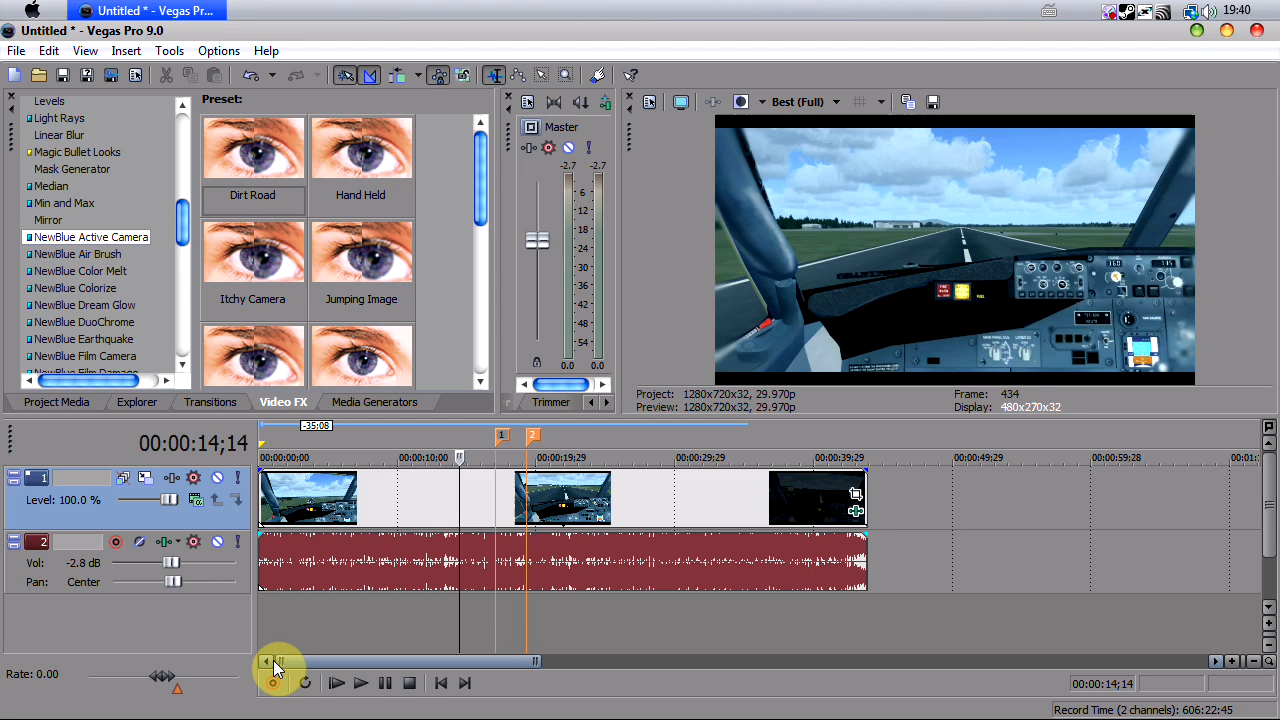 Untitled * - Vegas Pr...
19:40
Untitled * - Vegas Pro 9.0
File Edit View Insert Tools Options Help
Levels
Light Rays
Linear Blur
Magic Bullet Looks
Mask Generator
Median
Min and Max
Mirror
NewBlue Active Camera
NewBlue Air Brush
NewBlue Color Melt
NewBlue Colorize
NewBlue Dream Glow
NewBlue DuoChrome
NewBlue Earthquake
NewBlue Film Camera
NewBlue Film Damage
Preset:
Dirt Road
Hand Held
Itchy Camera
Jumping Image
Project Media Explorer Transitions Video FX Media Generators
Master
-2.7 -2.7
6
12
18
24
30
36
42
48
54
0.0 0.0
Trimmer
Best (Full)
FUEL
Project: 1280x720x32, 29.970p
Preview: 1280x720x32, 29.970p
Frame: 434
Display: 480x270x32
00:00:14;14
-35:08
1
2
00:00:00;00 00:00:10;00 00:00:19;29 00:00:29;29 00:00:39;29 00:00:49;29 00:00:59;28 00:01:
1
Level: 100.0 %
2
Vol: -2.8 dB
Pan: Center
Rate: 0.00
00:00:14;14
Record Time (2 channels): 606:22:45